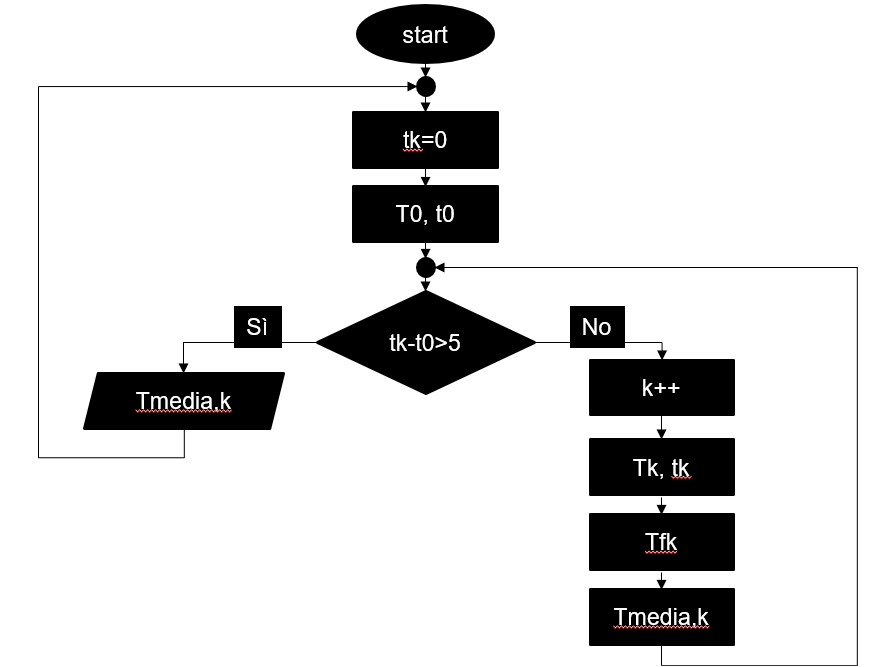 start
tk=0
T0, t0
tk-t0>5
Sì
No
Tmedia,k
k++
Tk, tk
Tfk
Tmedia,k